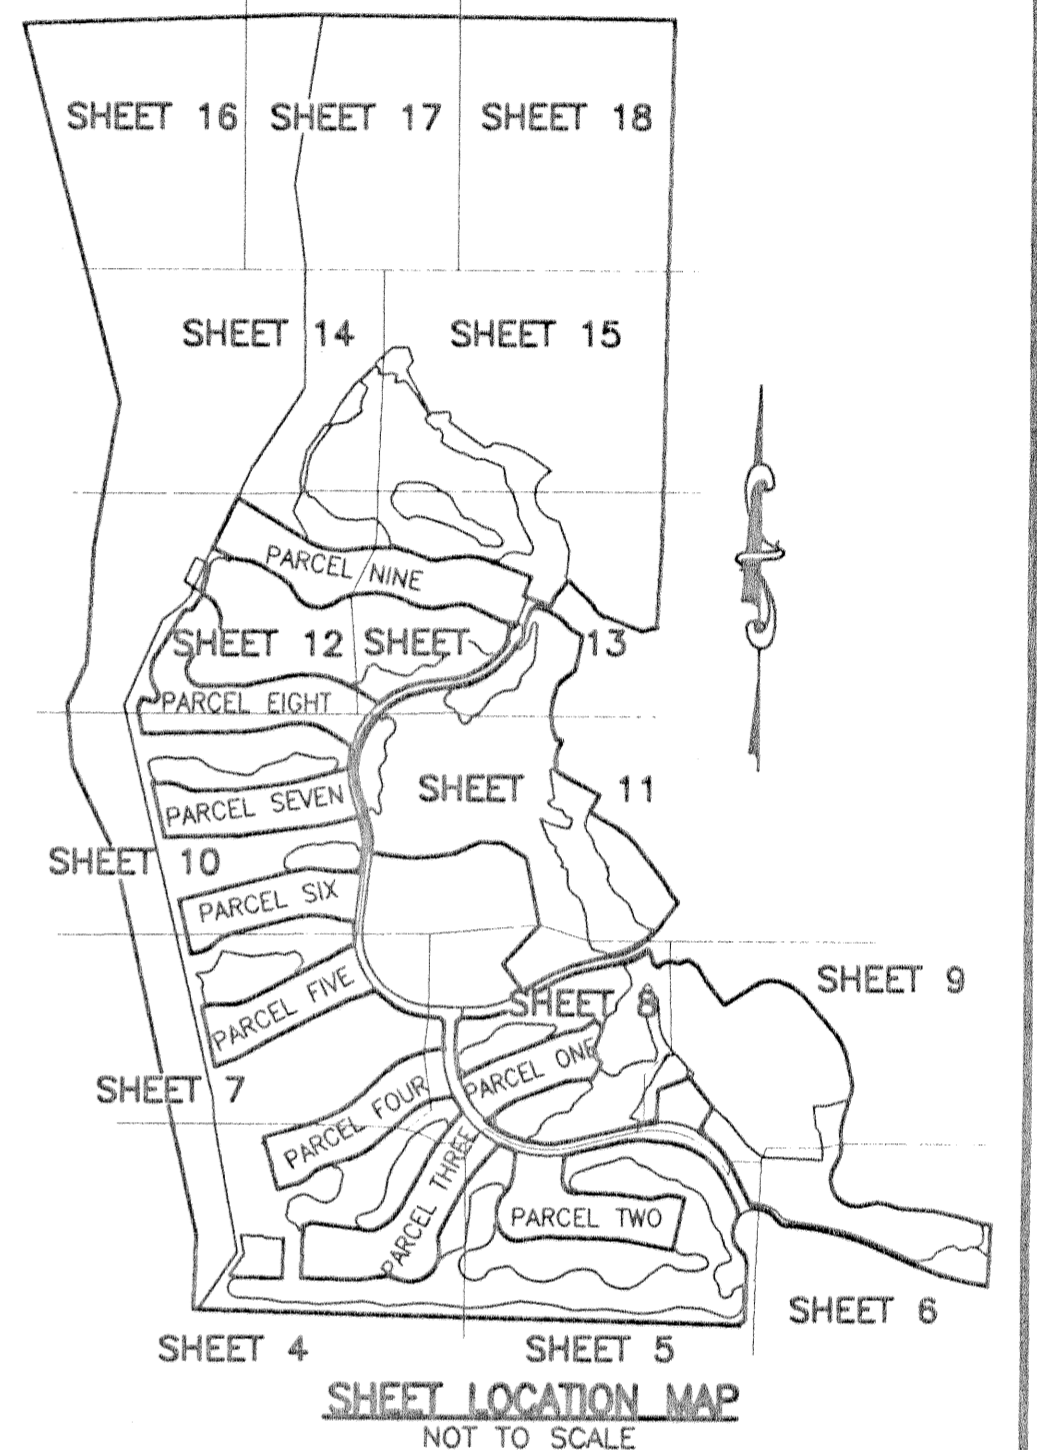 SHEET 16
SHEET 17
SHEET 18
SHEET 14
SHEET 15
PARCEL NINE
SHEET 12
SHEET 13
PARCEL EIGHT
SHEET 11
PARCEL SEVEN
SHEET 10
PARCEL SIX
PARCEL FIVE
SHEET 9
SHEET 8
PARCEL ONE
SHEET 7
PARCEL FOUR
PARCEL THREE
PARCEL TWO
SHEET 6
SHEET 4
SHEET 5
SHEET LOCATION MAP
NOT TO SCALE